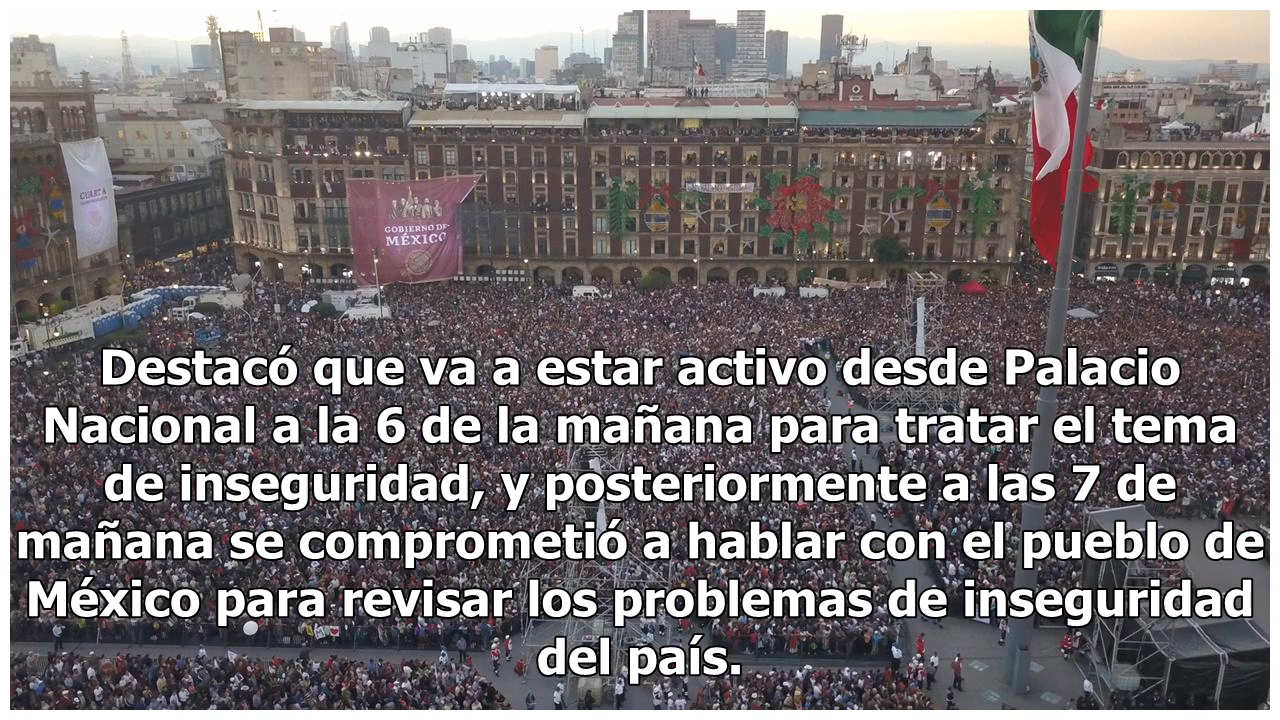 CUARTA
GOBIERNO DE
MÉXICO
Destacó que va a estar activo desde Palacio
Nacional a la 6 de la mañana para tratar el tema
de inseguridad, y posteriormente a las 7 de
mañana se comprometió a hablar con el pueblo de
México para revisar los problemas de inseguridad
del país.